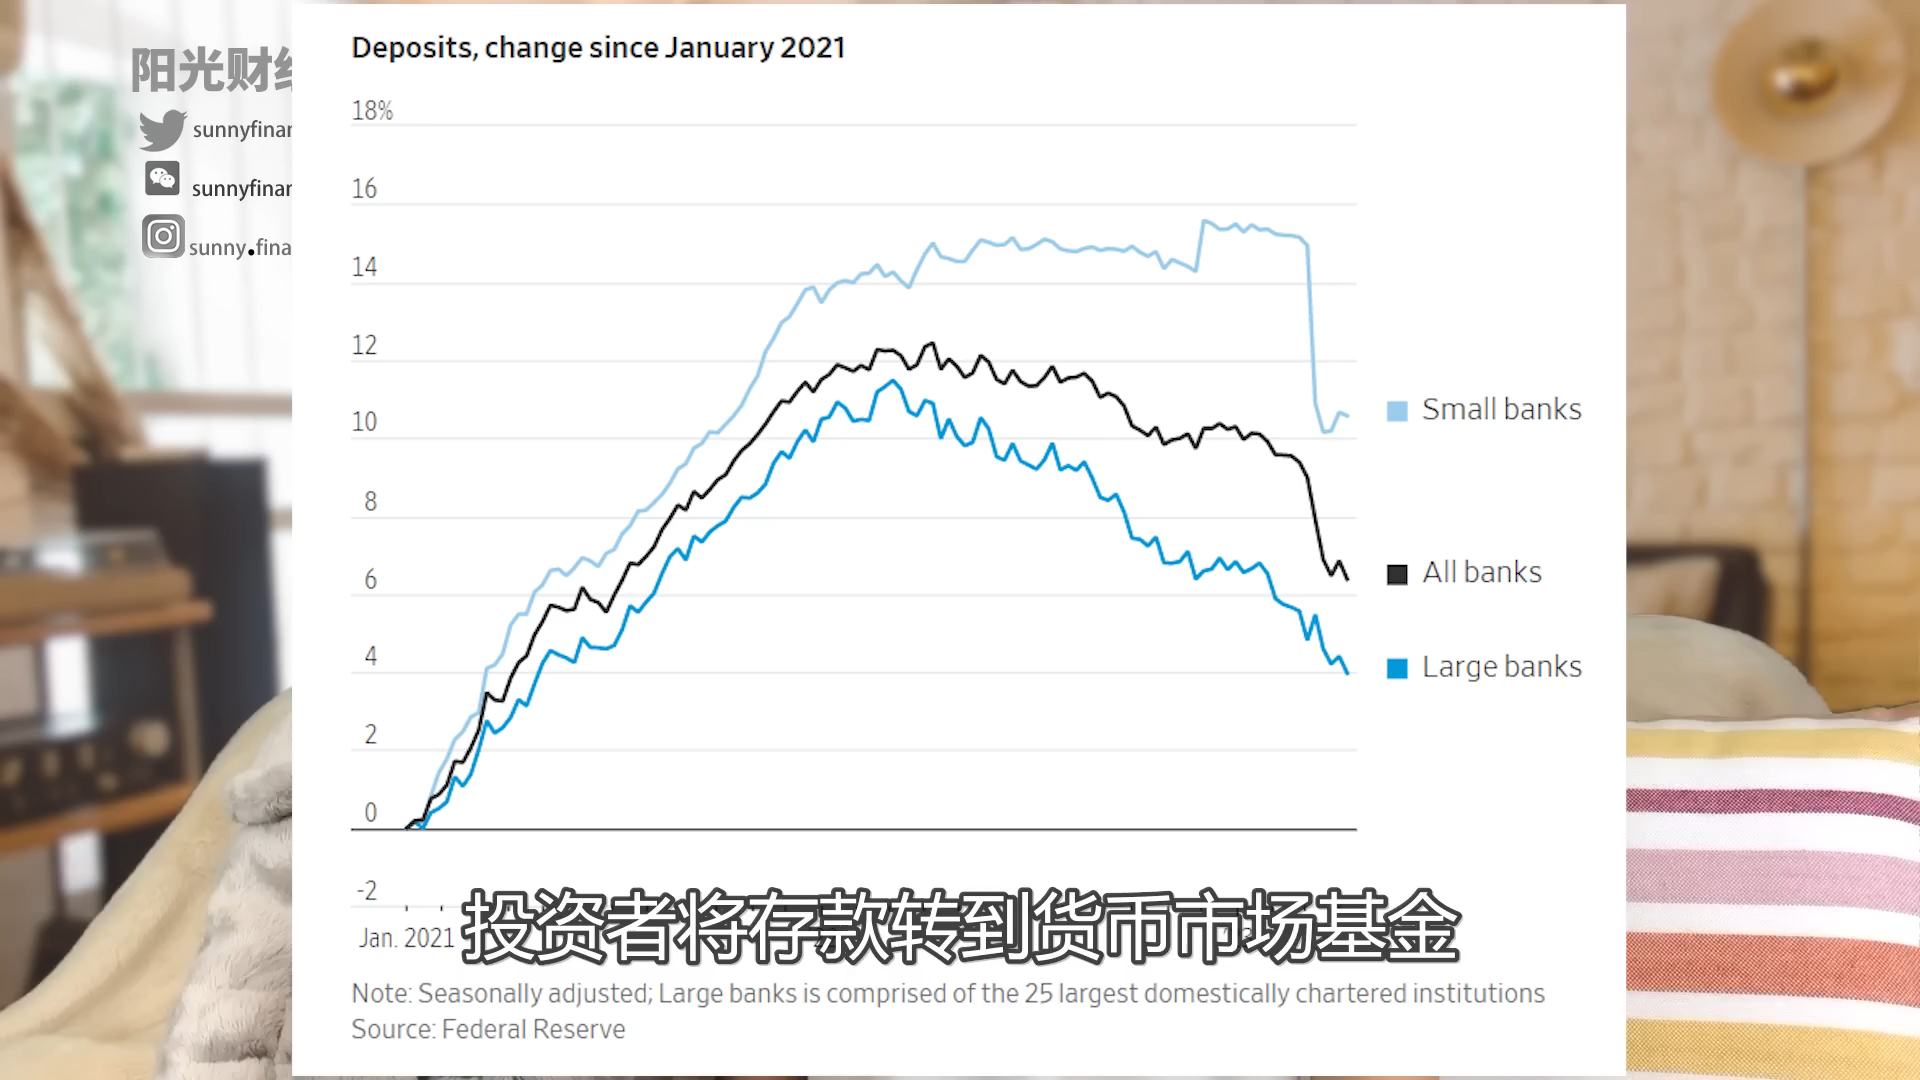 阳光财
sunnyfinan
sunnyfinan
sunny.fina
Deposits, change since January 2021
18%
16
14
12
10
8
6
4
2
0
-2
Small banks
All banks
Large banks
Jan. 2021
投资者将存款转到货币市场基金
Note: Seasonally adjusted; Large banks is comprised of the 25 largest domestically chartered institutions
Source: Federal Reserve